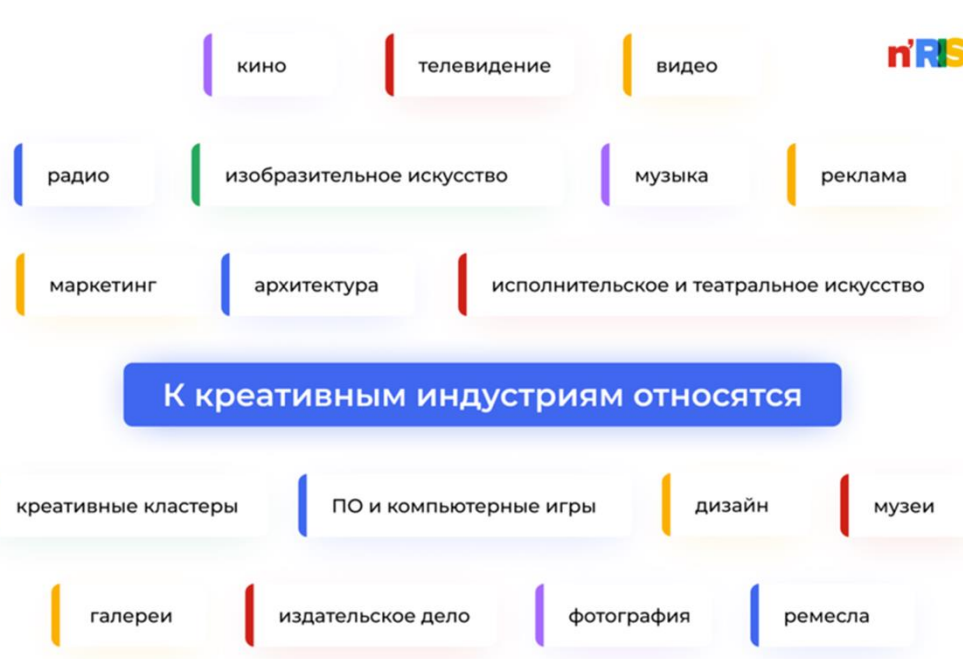 кино телевидение видео
n'RIS
радио изобразительное искусство музыка реклама
маркетинг архитектура исполнительское и театральное искусство
К креативным индустриям относятся
креативные кластеры ПО и компьютерные игры дизайн музеи
галереи издательское дело фотография ремесла